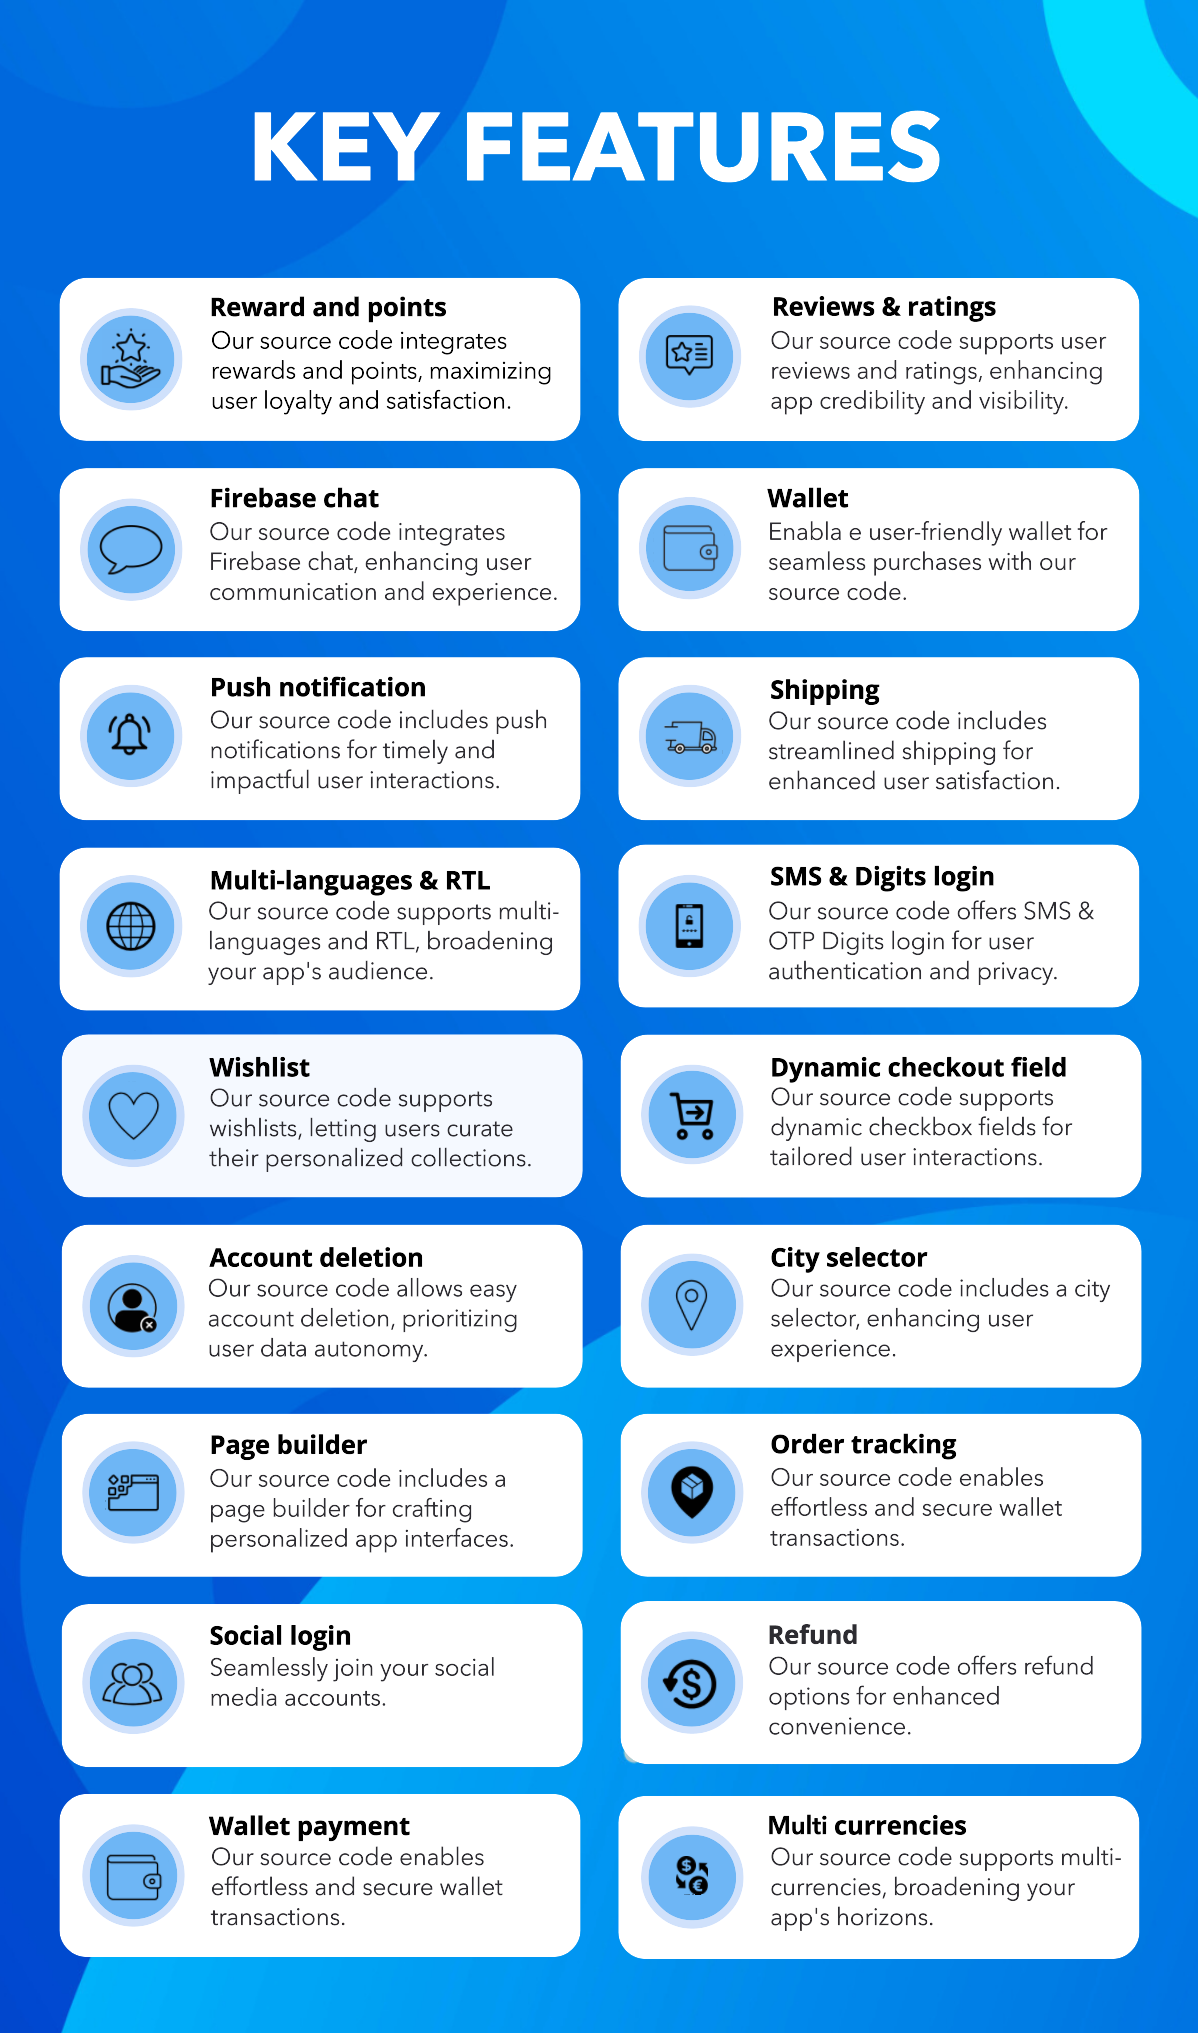 KEY FEATURES
Reward and points
Our source code integrates
rewards and points, maximizing
user loyalty and satisfaction.
Reviews & ratings
Our source code supports user
reviews and ratings, enhancing
app credibility and visibility.
Firebase chat
Our source code integrates
Firebase chat, enhancing user
communication and experience.
Wallet
Enabla e user-friendly wallet for
seamless purchases with our
source code.
Push notification
Our source code includes push
notifications for timely and
impactful user interactions.
Shipping
Our source code includes
streamlined shipping for
enhanced user satisfaction.
Multi-languages & RTL
Our source code supports multi-
languages and RTL, broadening
your app's audience.
SMS & Digits login
Our source code offers SMS &
OTP Digits login for user
authentication and privacy.
Wishlist
Our source code supports
wishlists, letting users curate
their personalized collections.
Dynamic checkout field
Our source code supports
dynamic checkbox fields for
tailored user interactions.
Account deletion
Our source code allows easy
account deletion, prioritizing
user data autonomy.
City selector
Our source code includes a city
selector, enhancing user
experience.
Page builder
Our source code includes a
page builder for crafting
personalized app interfaces.
Order tracking
Our source code enables
effortless and secure wallet
transactions.
Social login
Seamlessly join your social
media accounts.
Refund
Our source code offers refund
options for enhanced
convenience.
Wallet payment
Our source code enables
effortless and secure wallet
transactions.
Multi currencies
Our source code supports multi-
currencies, broadening your
app's horizons.